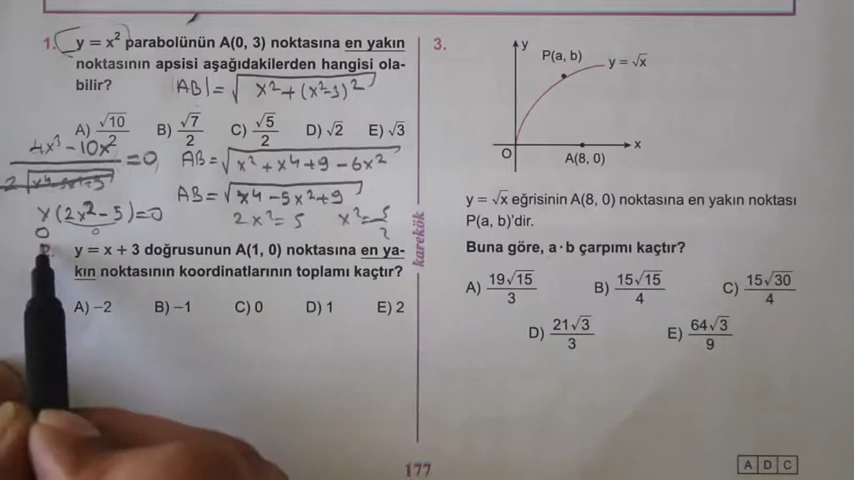 1. y = x² parabolünün A(0, 3) noktasına en yakın
noktasının apsisi aşağıdakilerden hangisi ola-
bilir?
|AB| = √(x² + (x²-3)²)
A) √10/2 B) √7/2 C) √5/2 D) √2 E) √3
4x³ - 10x² = 0
AB = √(x² + x⁴ + 9 - 6x²)
AB = √(x⁴ - 5x² + 9)
x(2x² - 5) = 0
0 0
2x² = 5 x² = 5/2
y = x + 3 doğrusunun A(1, 0) noktasına en ya-
kın noktasının koordinatlarının toplamı kaçtır?
A) –2 B) –1 C) 0 D) 1 E) 2
karekök
3.
y
P(a, b)
y = √x
O
x
A(8, 0)
y = √x eğrisinin A(8, 0) noktasına en yakın noktası
P(a, b)'dir.
Buna göre, a · b çarpımı kaçtır?
A) 19√15/3 B) 15√15/4 C) 15√30/4
D) 21√3/3 E) 64√3/9
177
A D C